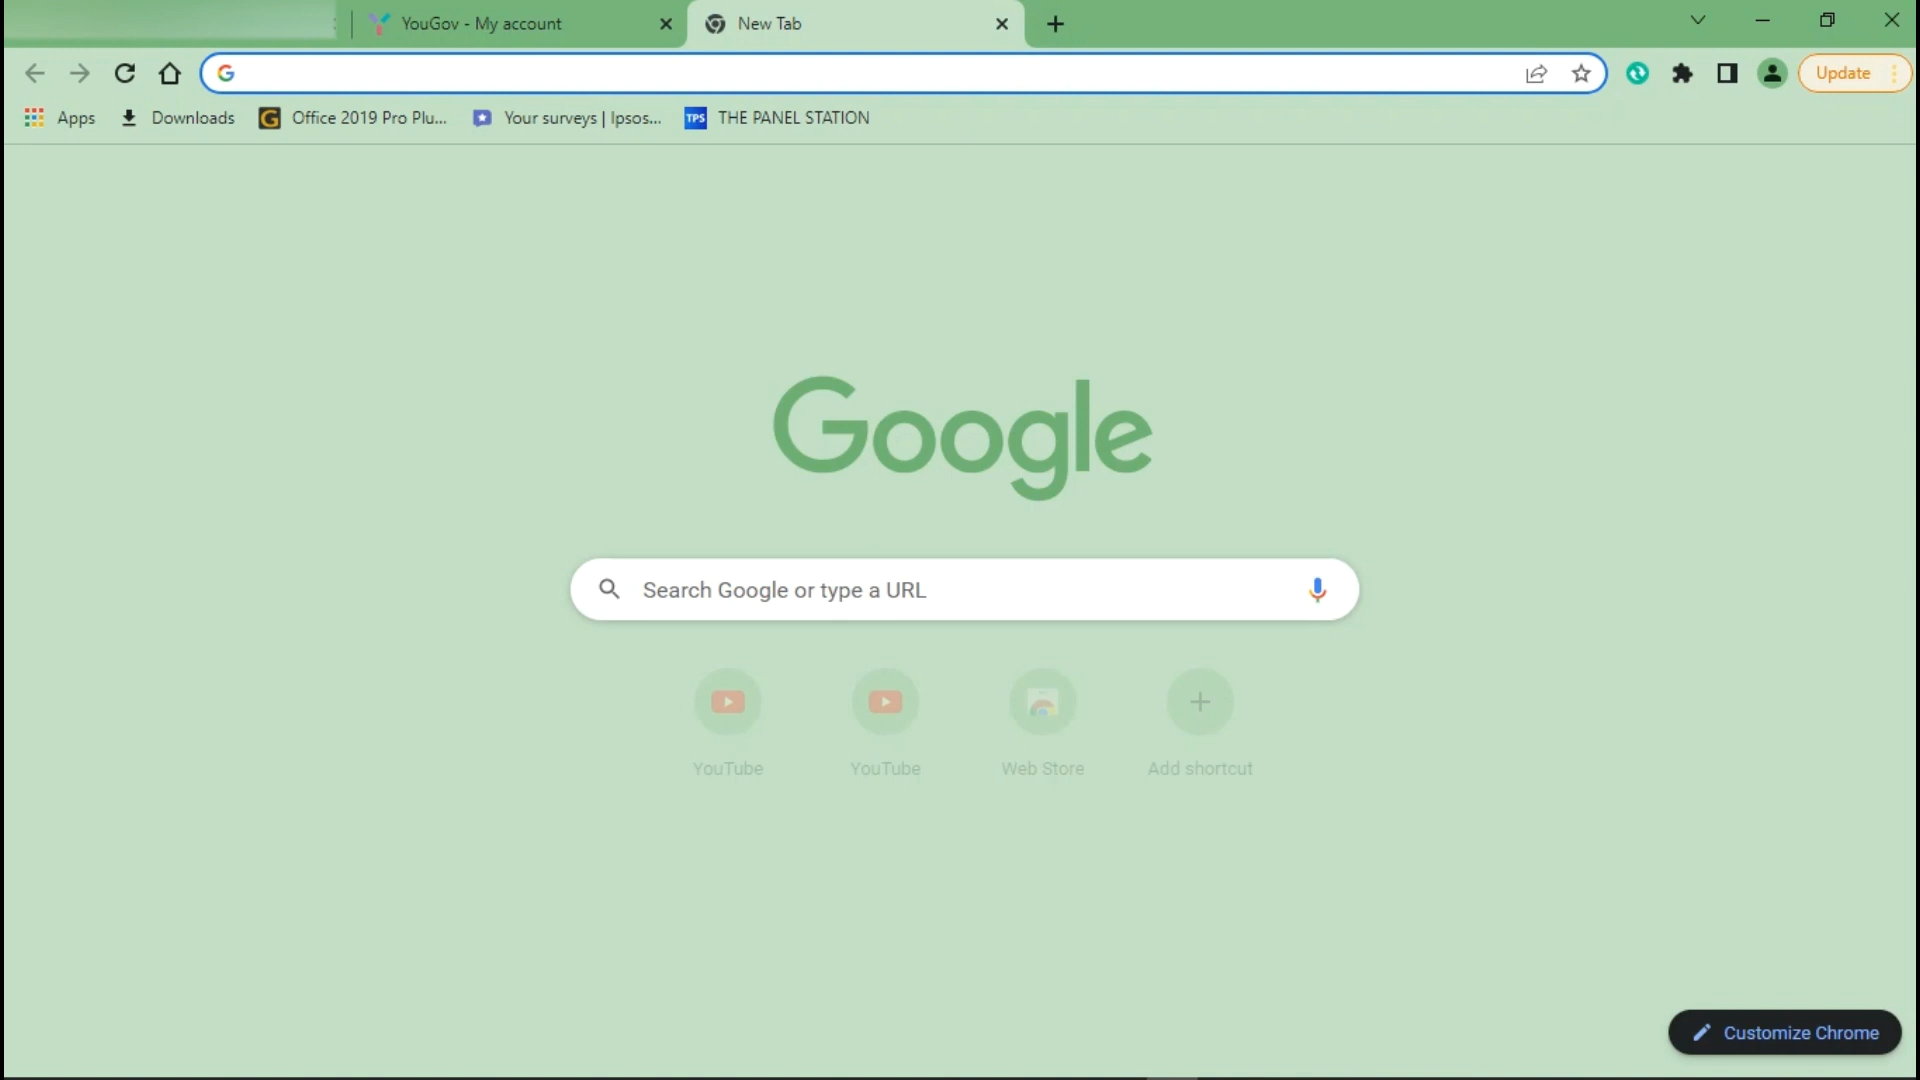 YouGov - My account
New Tab
Update
Apps
Downloads
Office 2019 Pro Plu...
Your surveys | Ipsos...
TPS
THE PANEL STATION
Google
Search Google or type a URL
YouTube
YouTube
Web Store
Add shortcut
Customize Chrome